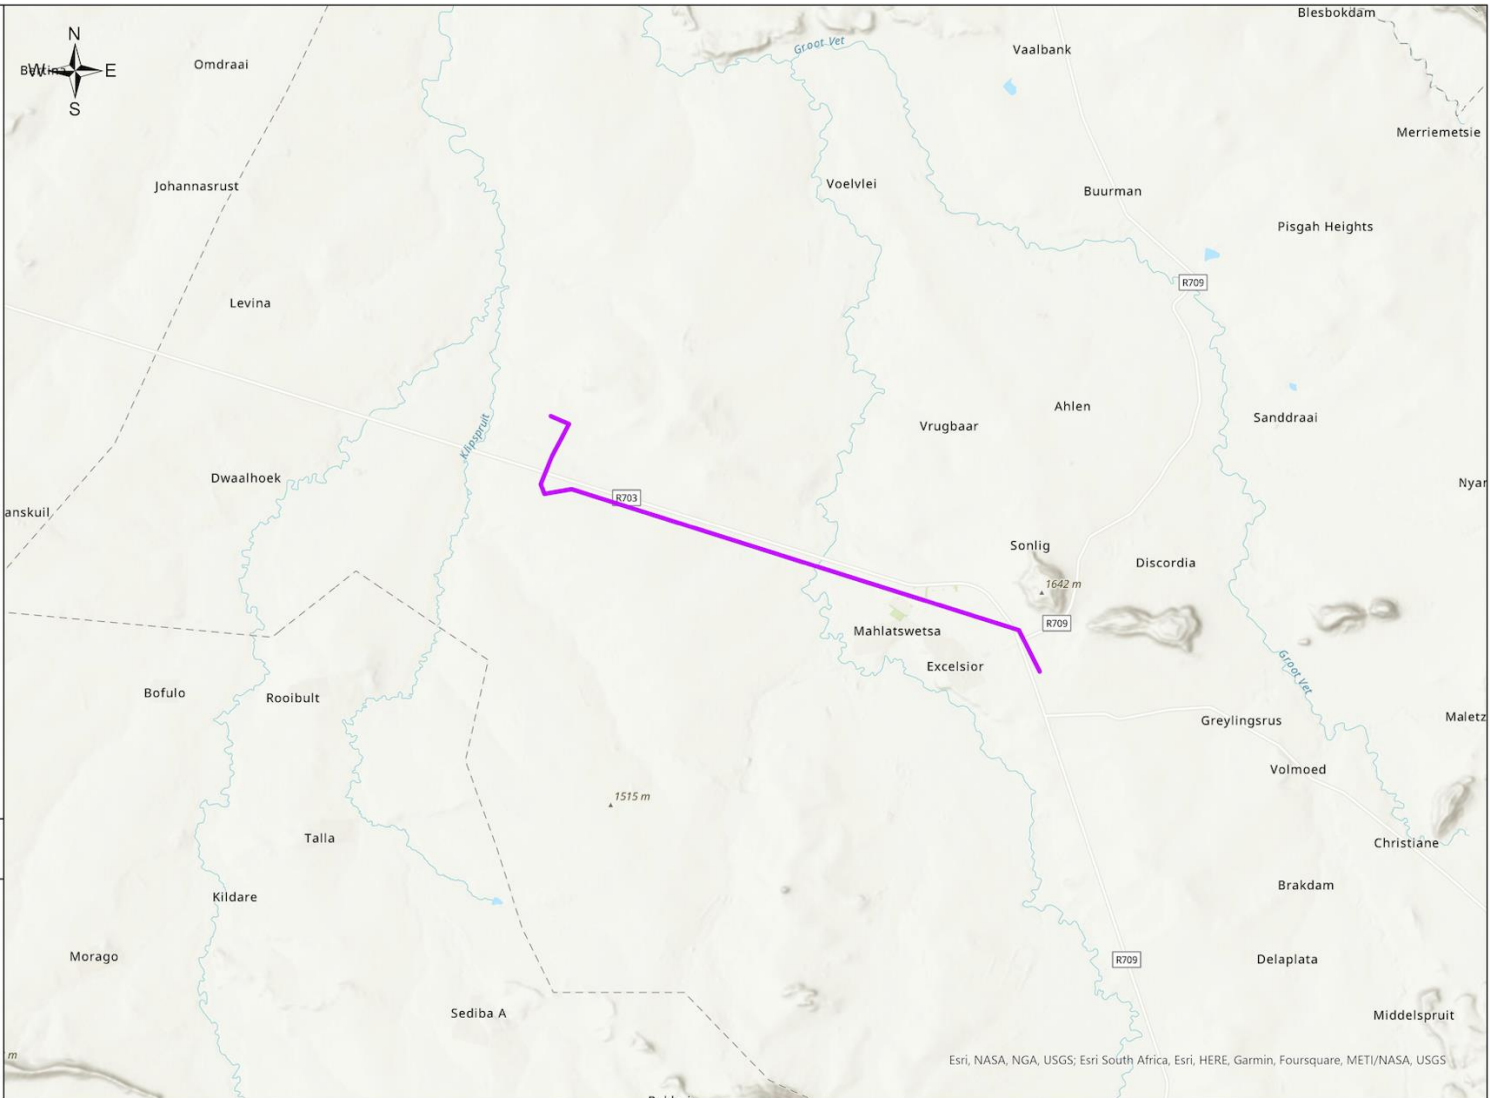 Blesbokdam
N
Groot Vet
Vaalbank
Omdraai
W
E
S
Merriemetsie
Johannasrust
Voelvlei
Buurman
Pisgah Heights
R709
Levina
Ahlen
Sanddraai
Vrugbaar
Klipspruit
Dwaalhoek
Nyar
R703
anskuil
Sonlig
Discordia
1642 m
R709
Mahlatswetsa
Excelsior
Groot Vet
Bofulo
Rooibult
Greylingsrus
Maletz
Volmoed
1515 m
Talla
Christiane
Brakdam
Kildare
Morago
R709
Delaplata
Sediba A
Middelspruit
m
Esri, NASA, NGA, USGS; Esri South Africa, Esri, HERE, Garmin, Foursquare, METI/NASA, USGS